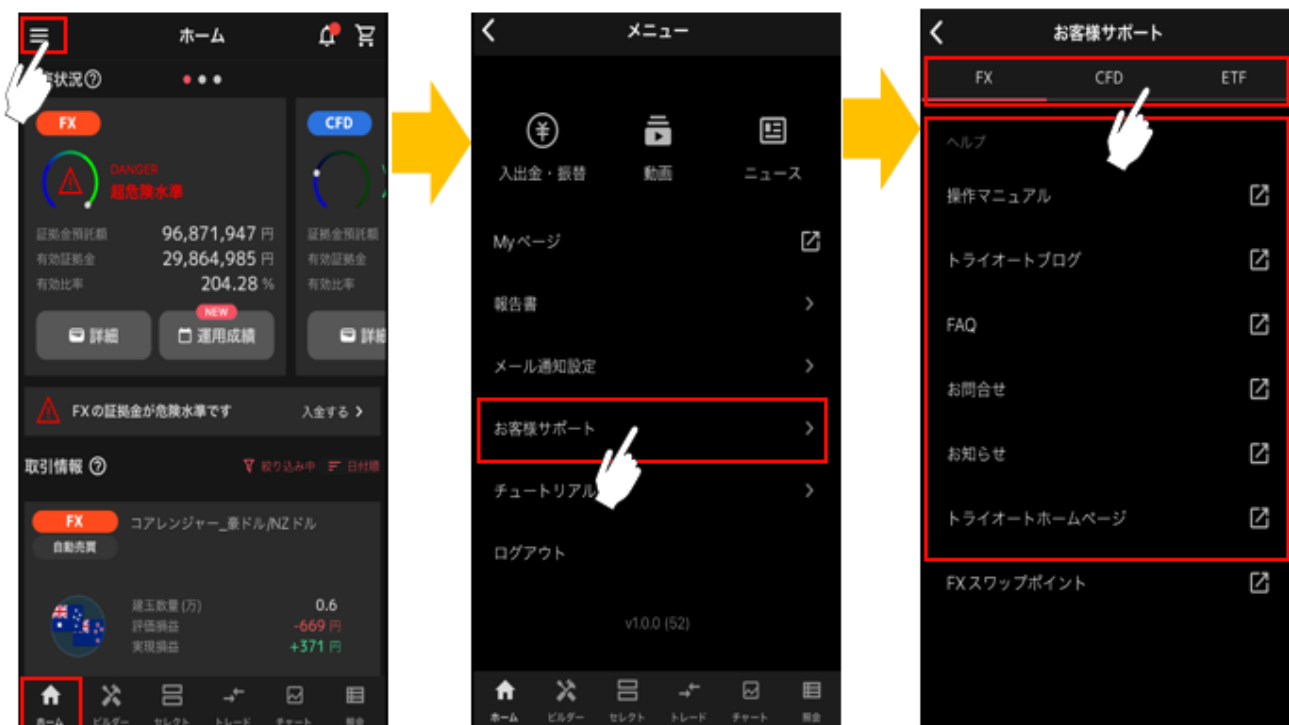 ホーム
状況?
FX
CFD
DANGER
超危険水準
証拠金預託額 96,871,947 円
有効証拠金 29,864,985 円
有効比率 204.28 %
証拠金預託額
有効証拠金
有効比率
NEW
詳細
運用成績
詳細
FXの証拠金が危険水準です 入金する
取引情報 ? 絞り込み中 日付順
FX コアレンジャー_豪ドル/NZドル
自動売買
建玉数量(万) 0.6
評価損益 -669 円
実現損益 +371 円
ホーム ビルダー セレクト トレード チャート 照会
メニュー
¥
入出金・振替 動画 ニュース
Myページ
報告書
メール通知設定
お客様サポート
チュートリアル
ログアウト
v1.0.0 (52)
ホーム ビルダー セレクト トレード チャート 照会
お客様サポート
FX CFD ETF
ヘルプ
操作マニュアル
トライオートブログ
FAQ
お問合せ
お知らせ
トライオートホームページ
FXスワップポイント